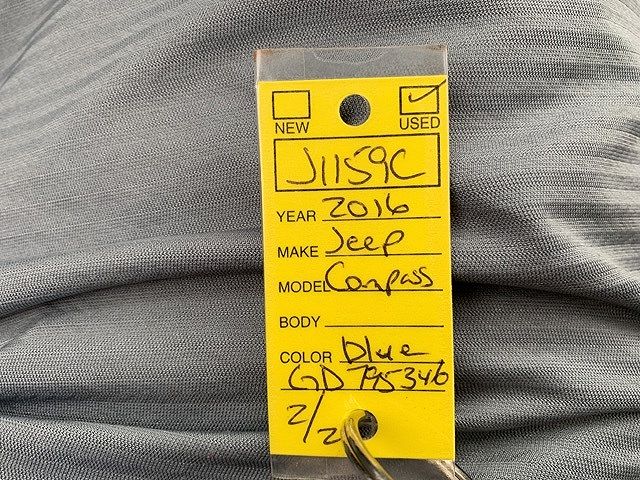 NEW USED
J1159C
YEAR 2016
MAKE Jeep
MODEL Compass
BODY
COLOR blue
GD 795346
2/2